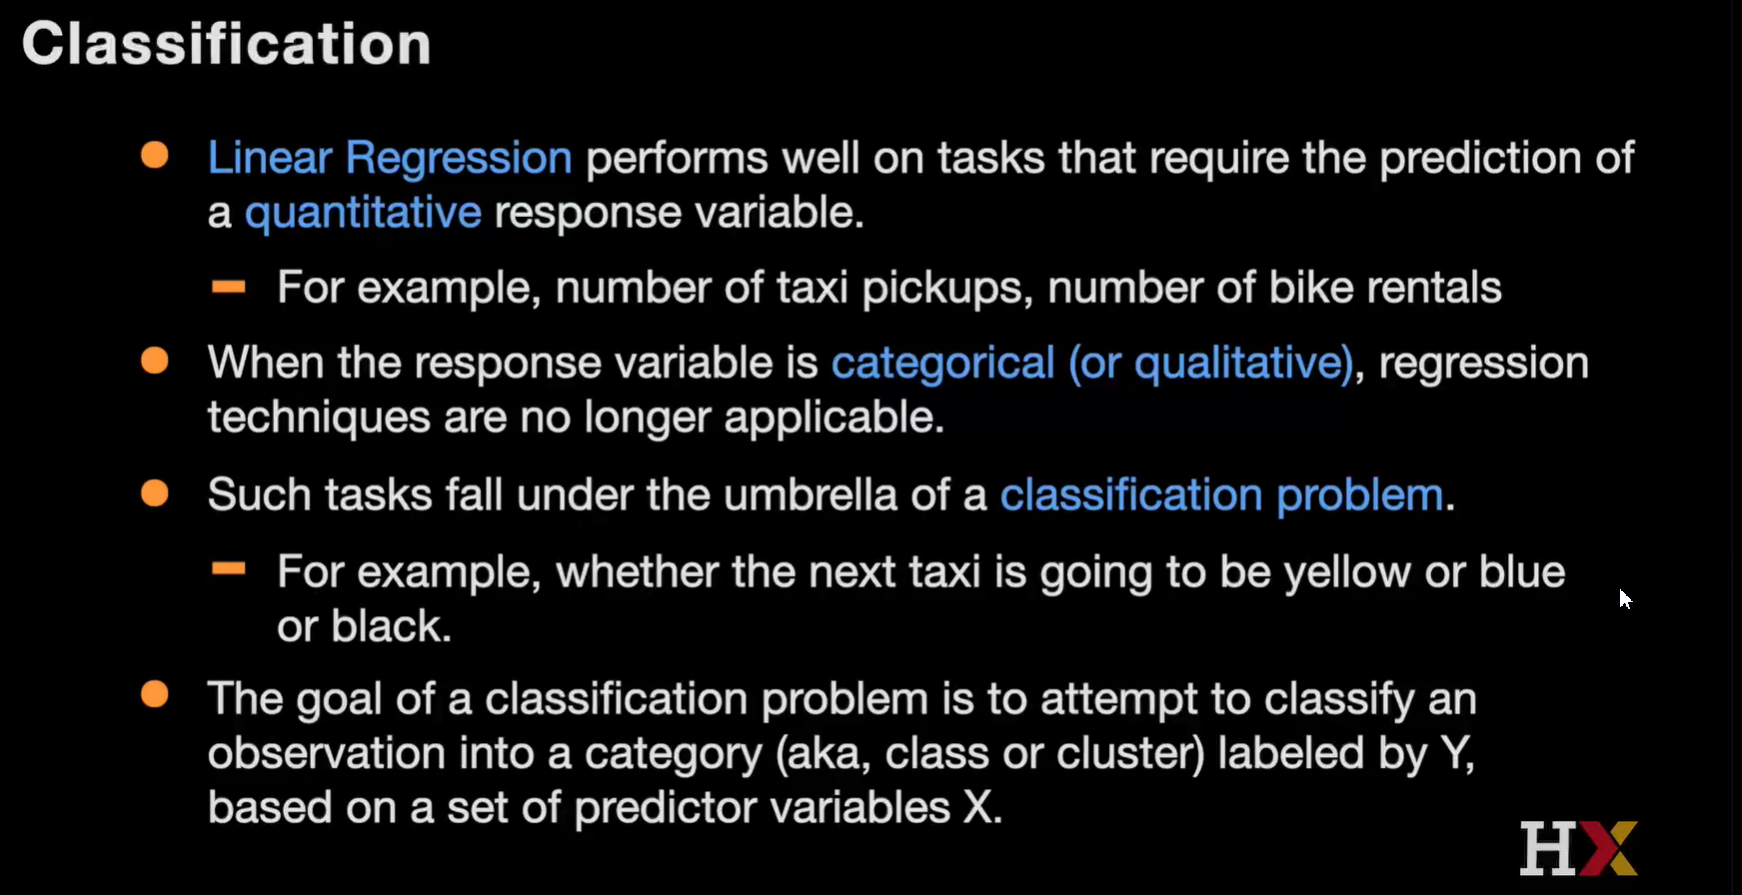 Classification
Linear Regression performs well on tasks that require the prediction of
a quantitative response variable.
For example, number of taxi pickups, number of bike rentals
When the response variable is categorical (or qualitative), regression
techniques are no longer applicable.
Such tasks fall under the umbrella of a classification problem.
For example, whether the next taxi is going to be yellow or blue
or black.
The goal of a classification problem is to attempt to classify an
observation into a category (aka, class or cluster) labeled by Y,
based on a set of predictor variables X.
HX